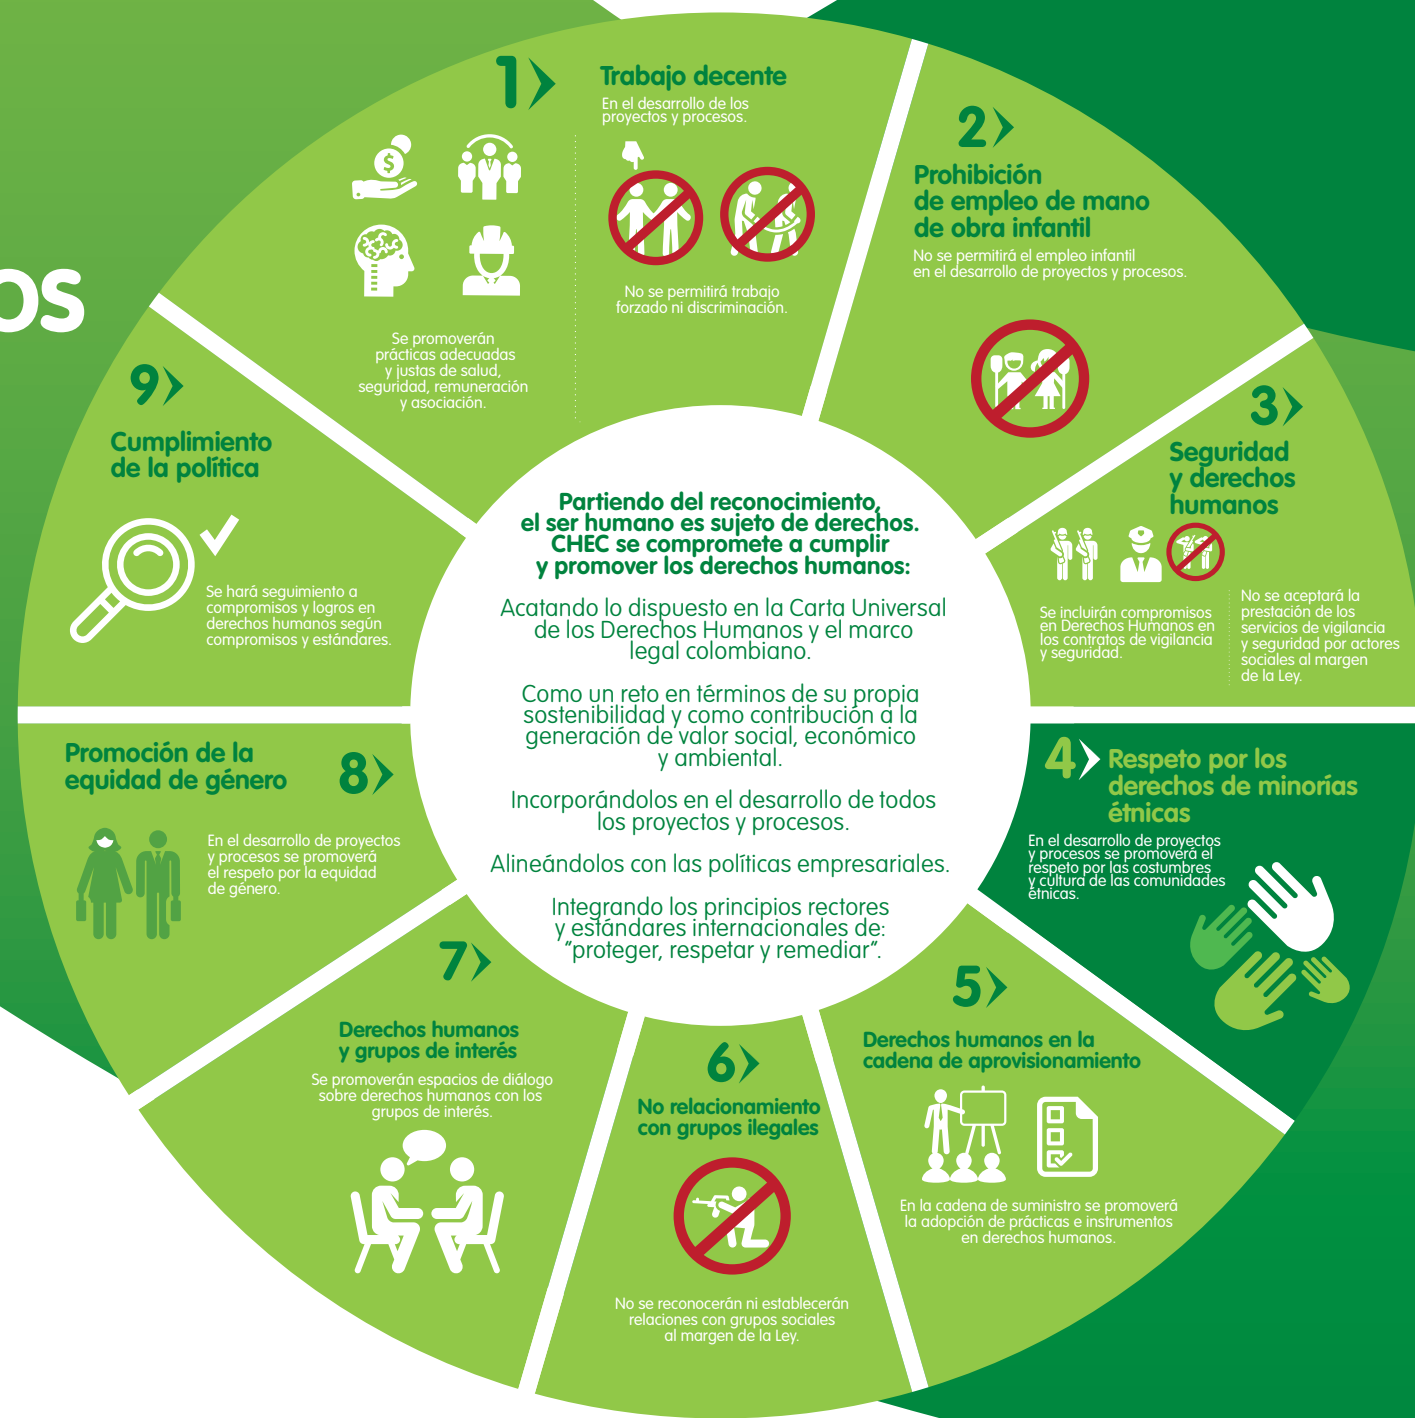 os
1
Trabajo decente
En el desarrollo de los
proyectos y procesos.
No se permitirá trabajo
forzado ni discriminación.
Se promoverán
prácticas adecuadas
y justas de salud,
seguridad, remuneración
y asociación.
2
Prohibición
de empleo de mano
de obra infantil
No se permitirá el empleo infantil
en el desarrollo de proyectos y procesos.
3
Seguridad
y derechos
humanos
Se incluirán compromisos
en Derechos Humanos en
los contratos de vigilancia
y seguridad.
No se aceptará la
prestación de los
servicios de vigilancia
y seguridad por actores
sociales al margen
de la Ley.
4
Respeto por los
derechos de minorías
étnicas
En el desarrollo de proyectos
y procesos se promoverá el
respeto por las costumbres
y cultura de las comunidades
étnicas.
5
Derechos humanos en la
cadena de aprovisionamiento
En la cadena de suministro se promoverá
la adopción de prácticas e instrumentos
en derechos humanos.
6
No relacionamiento
con grupos ilegales
No se reconocerán ni establecerán
relaciones con grupos sociales
al margen de la Ley.
7
Derechos humanos
y grupos de interés
Se promoverán espacios de diálogo
sobre derechos humanos con los
grupos de interés.
8
Promoción de la
equidad de género
En el desarrollo de proyectos
y procesos se promoverá
el respeto por la equidad
de género.
9
Cumplimiento
de la política
Se hará seguimiento a
compromisos y logros en
derechos humanos según
compromisos y estándares.
Partiendo del reconocimiento,
el ser humano es sujeto de derechos.
CHEC se compromete a cumplir
y promover los derechos humanos:
Acatando lo dispuesto en la Carta Universal
de los Derechos Humanos y el marco
legal colombiano.
Como un reto en términos de su propia
sostenibilidad y como contribución a la
generación de valor social, económico
y ambiental.
Incorporándolos en el desarrollo de todos
los proyectos y procesos.
Alineándolos con las políticas empresariales.
Integrando los principios rectores
y estándares internacionales de:
"proteger, respetar y remediar".